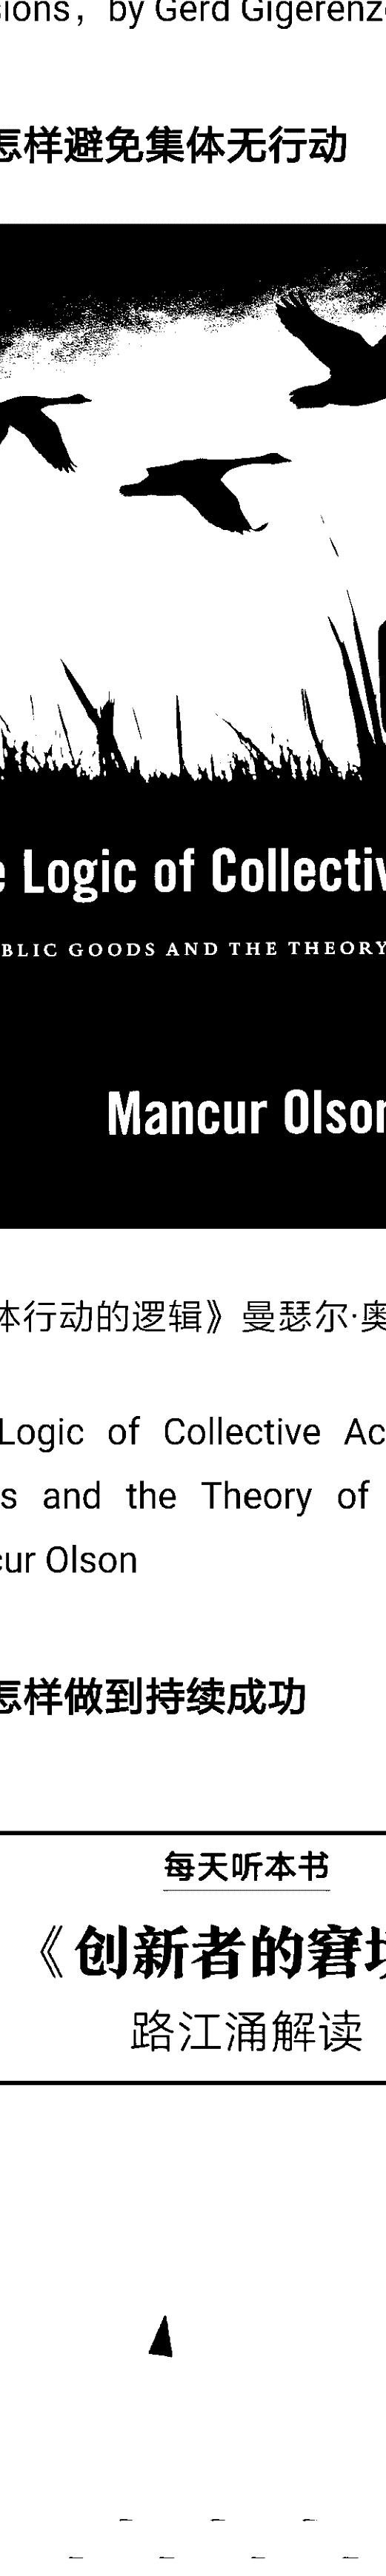 sions，by Gerd Gigerenz
怎样避免集体无行动
e Logic of Collectiv
BLIC GOODS AND THE THEORY
Mancur Olson
体行动的逻辑》曼瑟尔·奥
Logic of Collective Ac
s and the Theory of
cur Olson
怎样做到持续成功
每天听本书
《创新者的窘境
路江涌解读